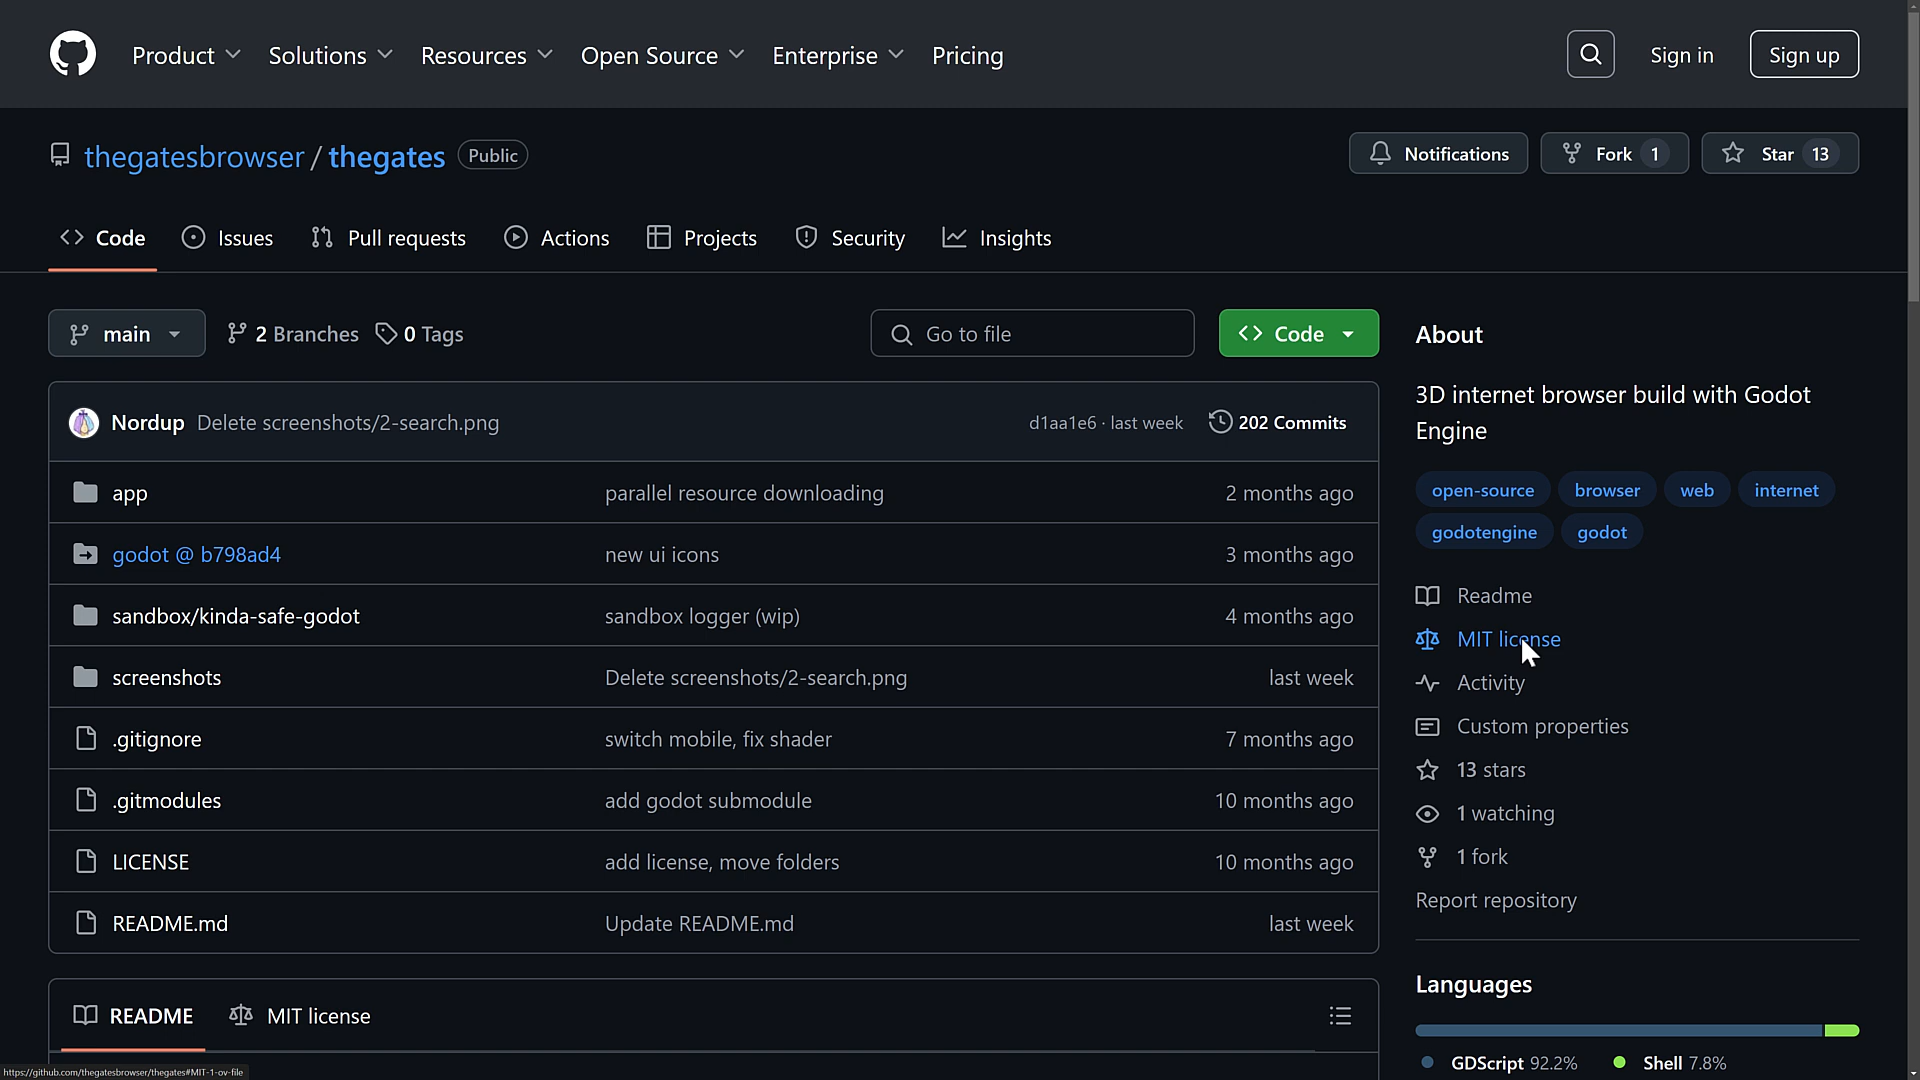 Product Solutions Resources Open Source Enterprise Pricing Sign in Sign up
thegatesbrowser / thegates Public Notifications Fork 1 Star 13
Code Issues Pull requests Actions Projects Security Insights
main 2 Branches 0 Tags Go to file Code
Nordup Delete screenshots/2-search.png d1aa1e6 · last week 202 Commits
app parallel resource downloading 2 months ago
godot @ b798ad4 new ui icons 3 months ago
sandbox/kinda-safe-godot sandbox logger (wip) 4 months ago
screenshots Delete screenshots/2-search.png last week
.gitignore switch mobile, fix shader 7 months ago
.gitmodules add godot submodule 10 months ago
LICENSE add license, move folders 10 months ago
README.md Update README.md last week
README MIT license
About
3D internet browser build with Godot
Engine
open-source browser web internet
godotengine godot
Readme
MIT license
Activity
Custom properties
13 stars
1 watching
1 fork
Report repository
Languages
GDScript 92.2% Shell 7.8%
https://github.com/thegatesbrowser/thegates#MIT-1-ov-file